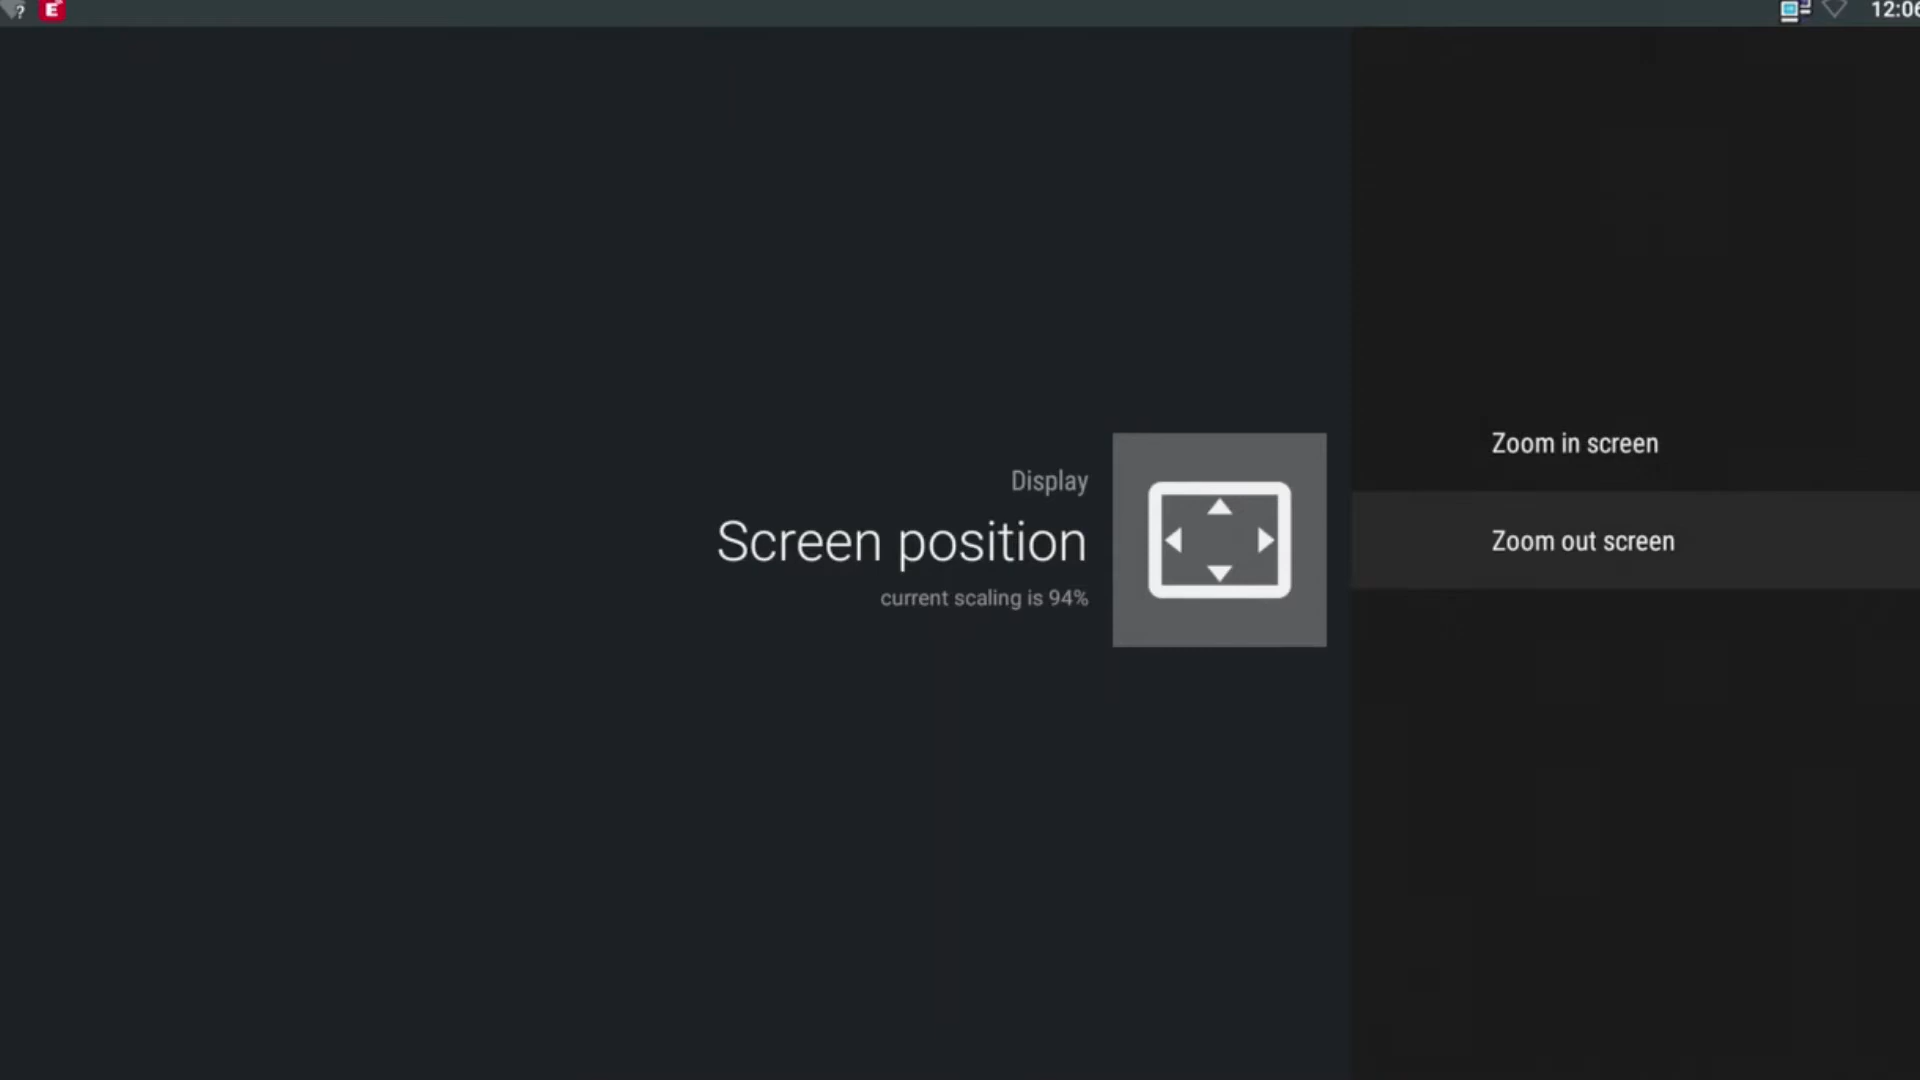 ? E 12:06
Display
Screen position
current scaling is 94%
Zoom in screen
Zoom out screen